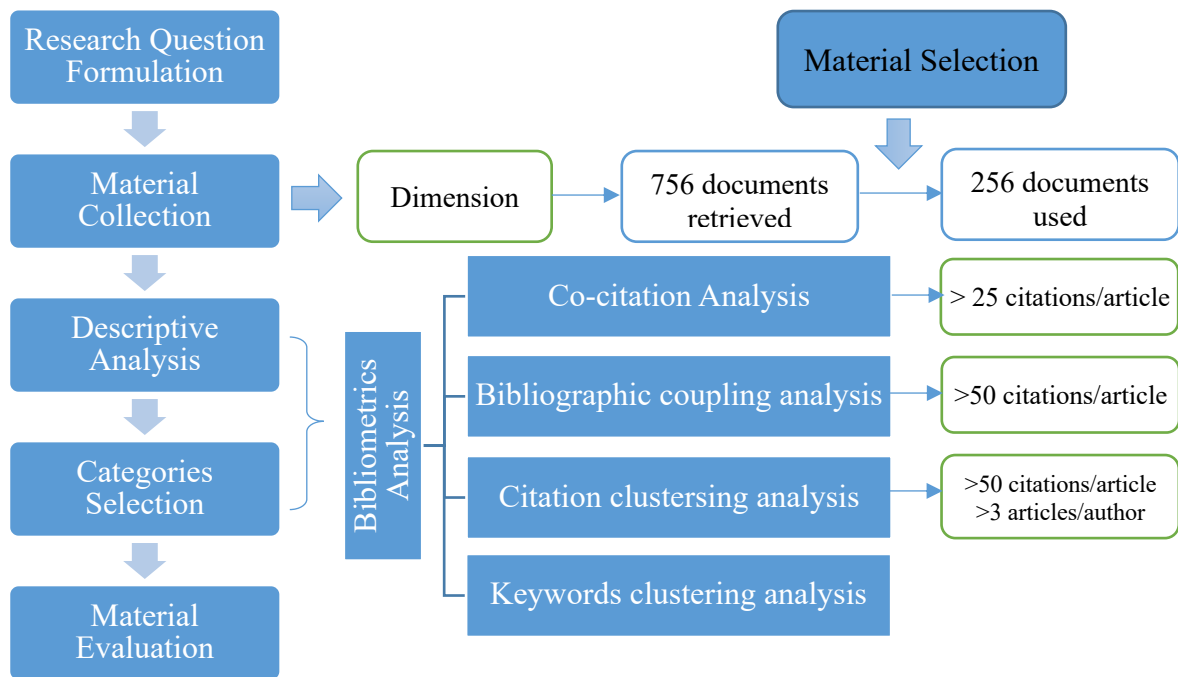 Research Question
Formulation
Material Selection
Material
Collection
Dimension
756 documents
retrieved
256 documents
used
Descriptive
Analysis
Categories
Selection
Material
Evaluation
Bibliometrics
Analysis
Co-citation Analysis
> 25 citations/article
Bibliographic coupling analysis
>50 citations/article
Citation clustersing analysis
>50 citations/article
>3 articles/author
Keywords clustering analysis